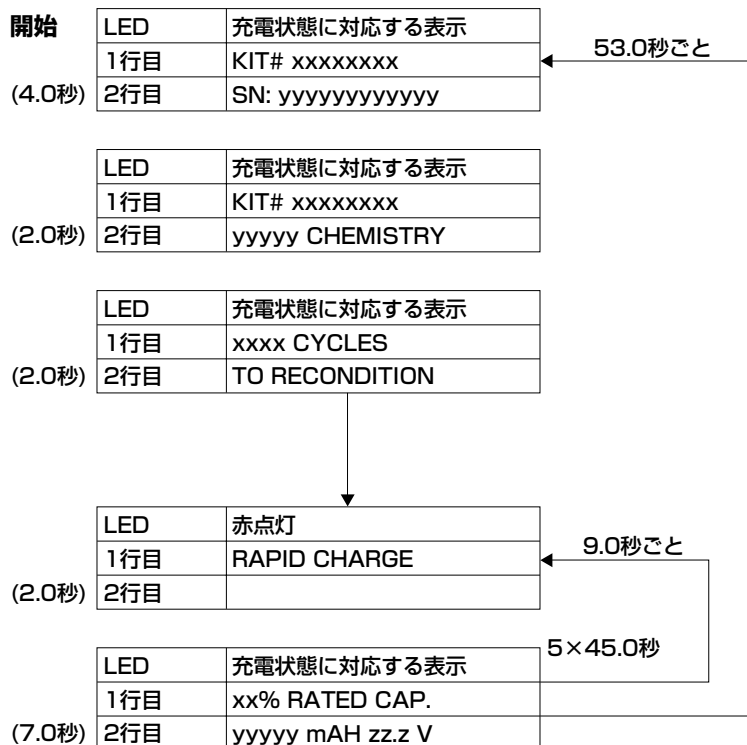 開始
LED 充電状態に対応する表示
1行目 KIT# xxxxxxxx
(4.0秒) 2行目 SN: yyyyyyyyyyyy
53.0秒ごと
LED 充電状態に対応する表示
1行目 KIT# xxxxxxxx
(2.0秒) 2行目 yyyyy CHEMISTRY
LED 充電状態に対応する表示
1行目 xxxx CYCLES
(2.0秒) 2行目 TO RECONDITION
LED 赤点灯
1行目 RAPID CHARGE
(2.0秒) 2行目
9.0秒ごと
5×45.0秒
LED 充電状態に対応する表示
1行目 xx% RATED CAP.
(7.0秒) 2行目 yyyyy mAH zz.z V